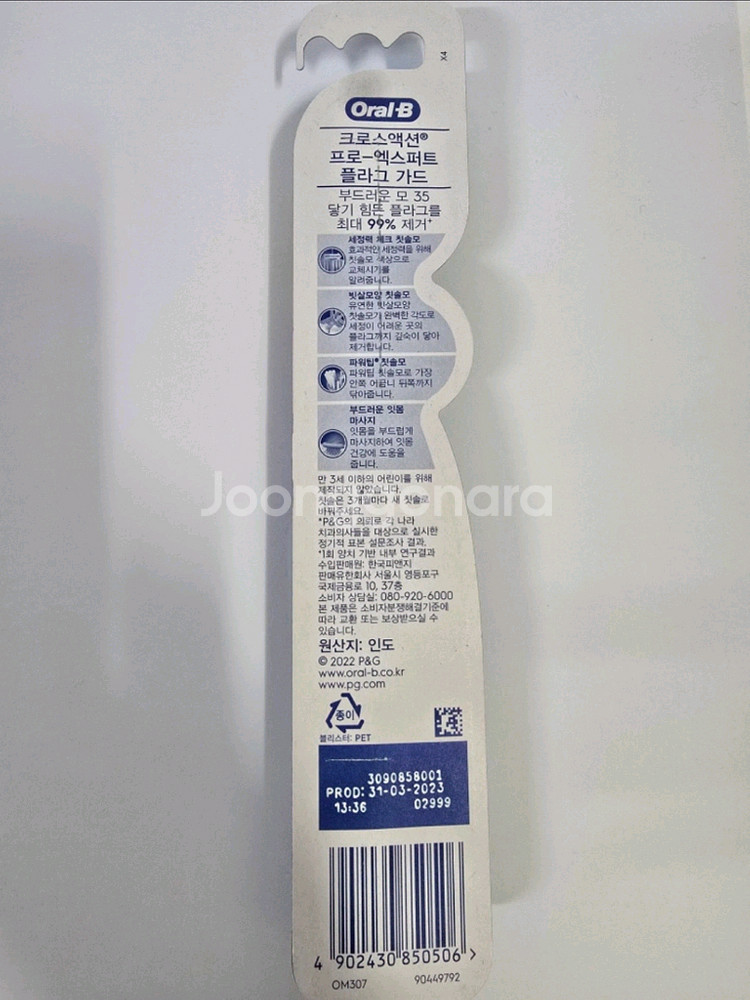 X4
Oral-B
크로스액션®
프로-엑스퍼트
플라그 가드
부드러운 모 35
닿기 힘든 플라그를
최대 99% 제거⁺
세정력 체크 칫솔모
효과적인 세정력을 위해
칫솔모 색상으로
교체시기를
알려줍니다.
빗살모양 칫솔모
유연한 빗살모양
칫솔모가 완벽한 각도로
세정이 어려운 곳의
플라그까지 깊숙이 닿아
제거합니다.
파워팁®칫솔모
파워팁 칫솔모로 가장
안쪽 어금니 뒤쪽까지
닦아줍니다.
부드러운 잇몸
마사지
잇몸을 부드럽게
마사지하여 잇몸
건강에 도움을
줍니다.
만 3세 이하의 어린이를 위해
제작되지 않았습니다.
칫솔은 3개월마다 새 칫솔로
바꿔주세요.
*P&G의 의뢰로 각 나라
치과의사들을 대상으로 실시한
정기적 표본 설문조사 결과.
⁺1회 양치 기반 내부 연구결과
수입판매원: 한국피앤지
판매유한회사 서울시 영등포구
국제금융로 10, 37층
소비자 상담실: 080-920-6000
본 제품은 소비자분쟁해결기준에
따라 교환 또는 보상받으실 수
있습니다.
원산지: 인도
© 2022 P&G
www.oral-b.co.kr
www.pg.com
종이
블리스터: PET
3090858001
PROD: 31-03-2023
13:36 02999
4 902430 850506 >
OM307 90449792
Joonggonara